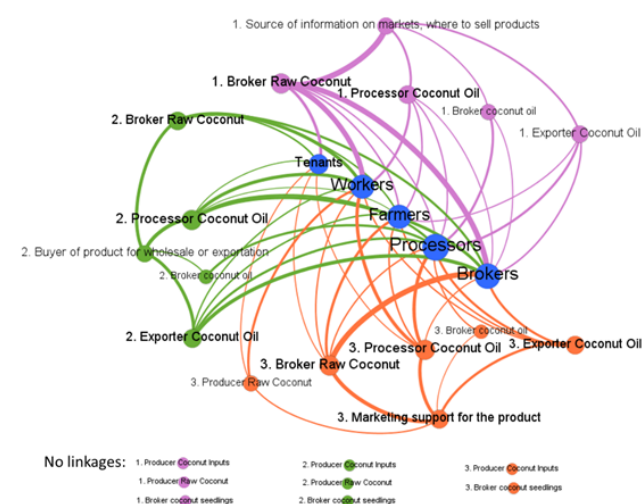 1. Source of information on markets, where to sell products
1. Broker Raw Coconut
1. Processor Coconut Oil
1. Broker coconut oil
2. Broker Raw Coconut
1. Exporter Coconut Oil
Tenants
Workers
Farmers
2. Processor Coconut Oil
Processors
2. Buyer of product for wholesale or exportation
Brokers
2. Broker coconut oil
3. Broker coconut oil
2. Exporter Coconut Oil
3. Exporter Coconut Oil
3. Processor Coconut Oil
3. Broker Raw Coconut
3. Producer Raw Coconut
3. Marketing support for the product
No linkages:
1. Producer Coconut Inputs
2. Producer Coconut Inputs
3. Producer Coconut Inputs
1. Producer Raw Coconut
2. Producer Raw Coconut
3. Broker coconut seedlings
1. Broker coconut seedlings
2. Broker coconut seedlings